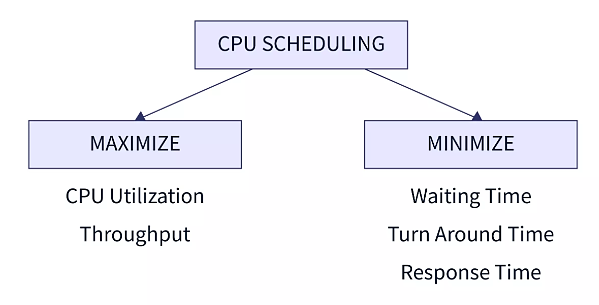 CPU SCHEDULING
MAXIMIZE
CPU Utilization
Throughput
MINIMIZE
Waiting Time
Turn Around Time
Response Time